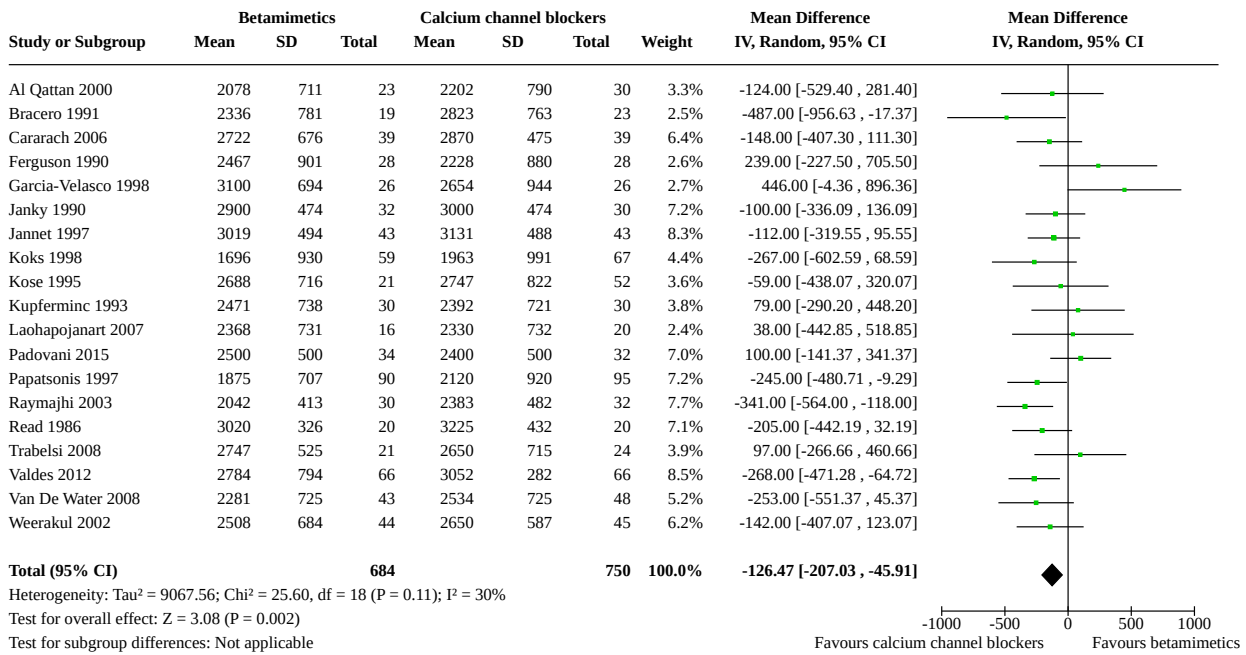 Betamimetics Calcium channel blockers Mean Difference Mean Difference
Study or Subgroup Mean SD Total Mean SD Total Weight IV, Random, 95% CI IV, Random, 95% CI
Al Qattan 2000 2078 711 23 2202 790 30 3.3% -124.00 [-529.40 , 281.40]
Bracero 1991 2336 781 19 2823 763 23 2.5% -487.00 [-956.63 , -17.37]
Cararach 2006 2722 676 39 2870 475 39 6.4% -148.00 [-407.30 , 111.30]
Ferguson 1990 2467 901 28 2228 880 28 2.6% 239.00 [-227.50 , 705.50]
Garcia-Velasco 1998 3100 694 26 2654 944 26 2.7% 446.00 [-4.36 , 896.36]
Janky 1990 2900 474 32 3000 474 30 7.2% -100.00 [-336.09 , 136.09]
Jannet 1997 3019 494 43 3131 488 43 8.3% -112.00 [-319.55 , 95.55]
Koks 1998 1696 930 59 1963 991 67 4.4% -267.00 [-602.59 , 68.59]
Kose 1995 2688 716 21 2747 822 52 3.6% -59.00 [-438.07 , 320.07]
Kupferminc 1993 2471 738 30 2392 721 30 3.8% 79.00 [-290.20 , 448.20]
Laohapojanart 2007 2368 731 16 2330 732 20 2.4% 38.00 [-442.85 , 518.85]
Padovani 2015 2500 500 34 2400 500 32 7.0% 100.00 [-141.37 , 341.37]
Papatsonis 1997 1875 707 90 2120 920 95 7.2% -245.00 [-480.71 , -9.29]
Raymajhi 2003 2042 413 30 2383 482 32 7.7% -341.00 [-564.00 , -118.00]
Read 1986 3020 326 20 3225 432 20 7.1% -205.00 [-442.19 , 32.19]
Trabelsi 2008 2747 525 21 2650 715 24 3.9% 97.00 [-266.66 , 460.66]
Valdes 2012 2784 794 66 3052 282 66 8.5% -268.00 [-471.28 , -64.72]
Van De Water 2008 2281 725 43 2534 725 48 5.2% -253.00 [-551.37 , 45.37]
Weerakul 2002 2508 684 44 2650 587 45 6.2% -142.00 [-407.07 , 123.07]
Total (95% CI) 684 750 100.0% -126.47 [-207.03 , -45.91]
Heterogeneity: Tau² = 9067.56; Chi² = 25.60, df = 18 (P = 0.11); I² = 30%
Test for overall effect: Z = 3.08 (P = 0.002)
-1000 -500 0 500 1000
Test for subgroup differences: Not applicable
Favours calcium channel blockers Favours betamimetics